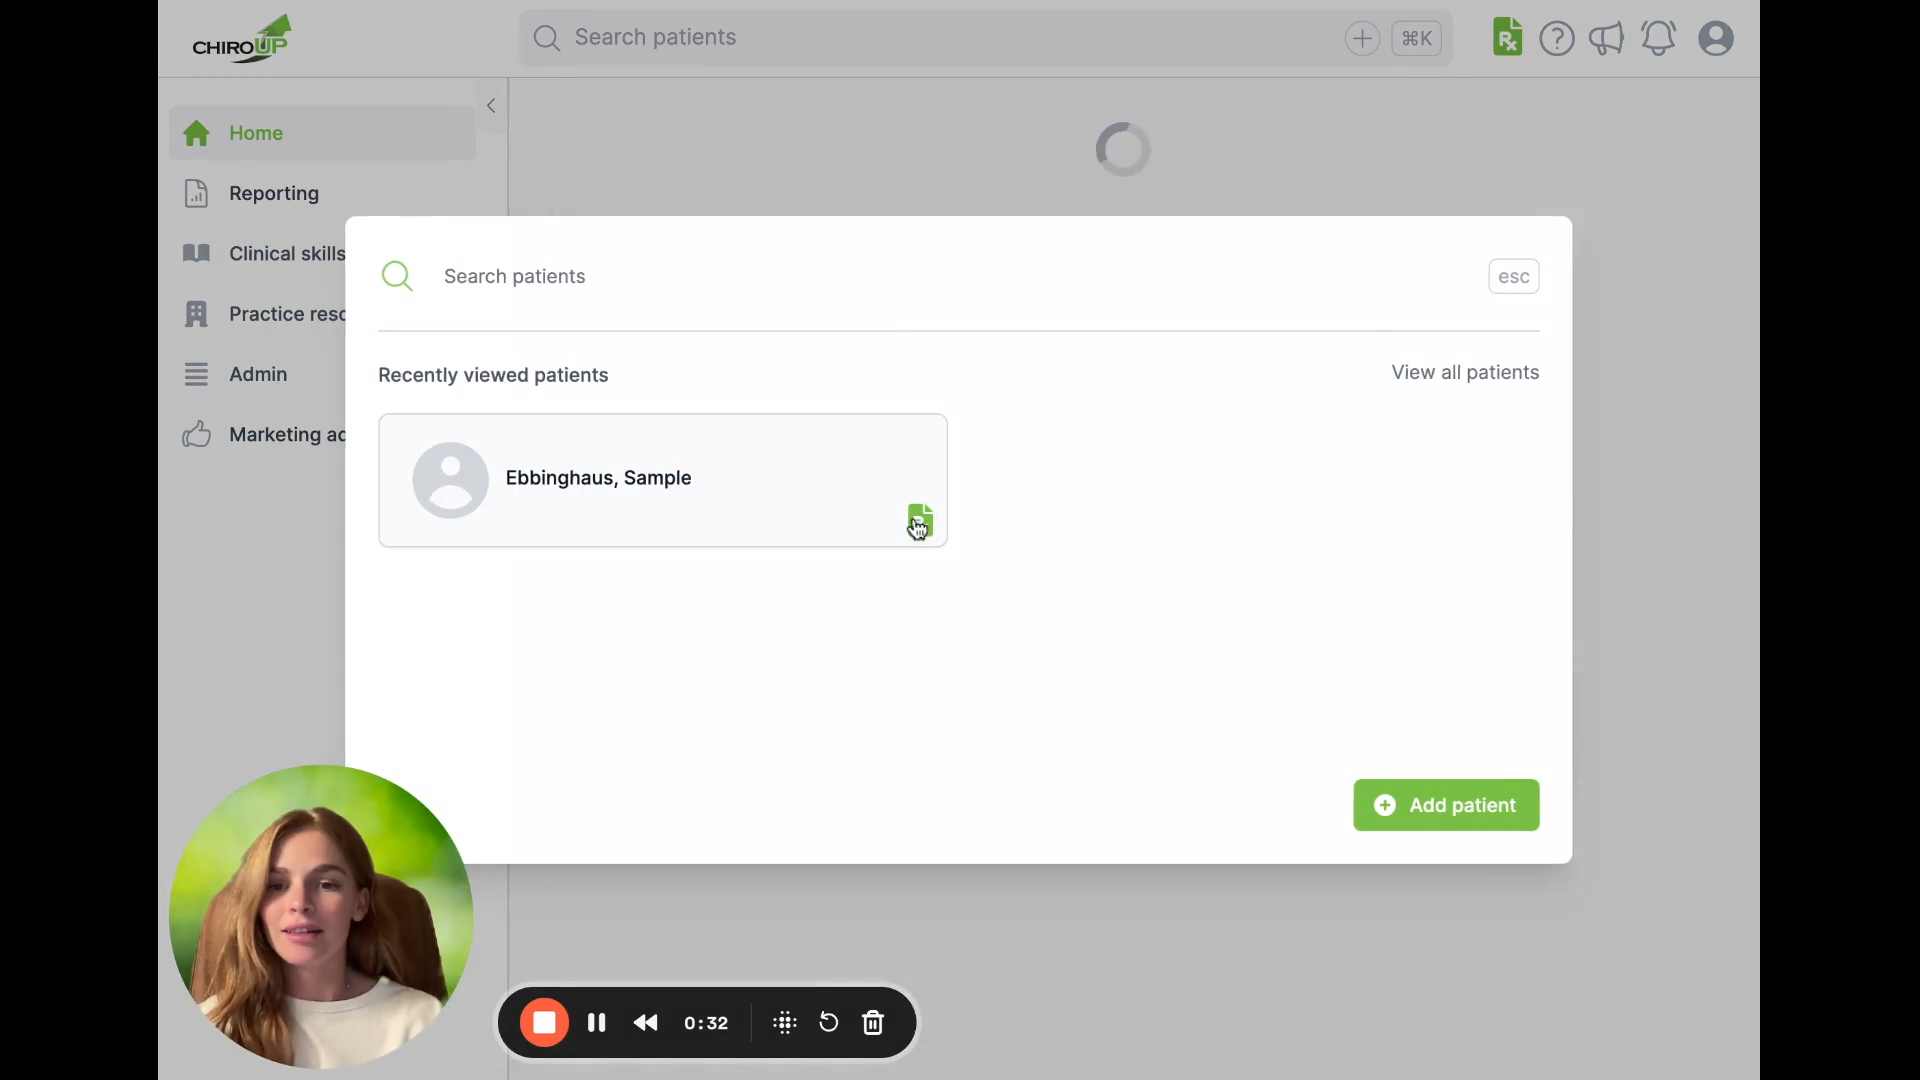 CHIROUP
Search patients
⌘K
Home
Reporting
Clinical skills
Practice reso
Admin
Marketing ad
Search patients
esc
Recently viewed patients
View all patients
Ebbinghaus, Sample
Add patient
0:32